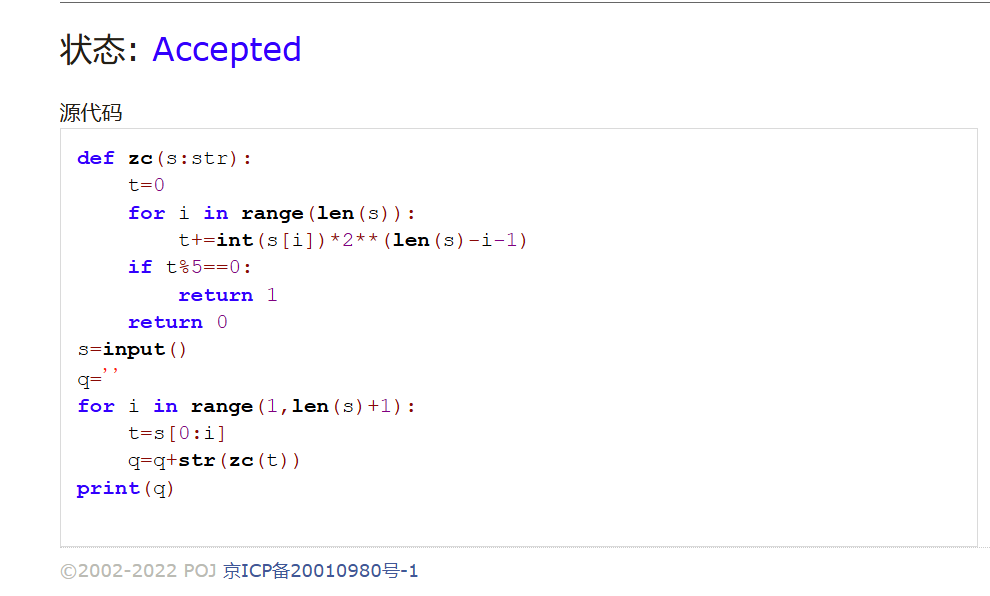 状态: Accepted
源代码
def zc(s:str):
    t=0
    for i in range(len(s)):
        t+=int(s[i])*2**(len(s)-i-1)
    if t%5==0:
        return 1
    return 0
s=input()
q=''
for i in range(1,len(s)+1):
    t=s[0:i]
    q=q+str(zc(t))
print(q)
©2002-2022 POJ 京ICP备20010980号-1